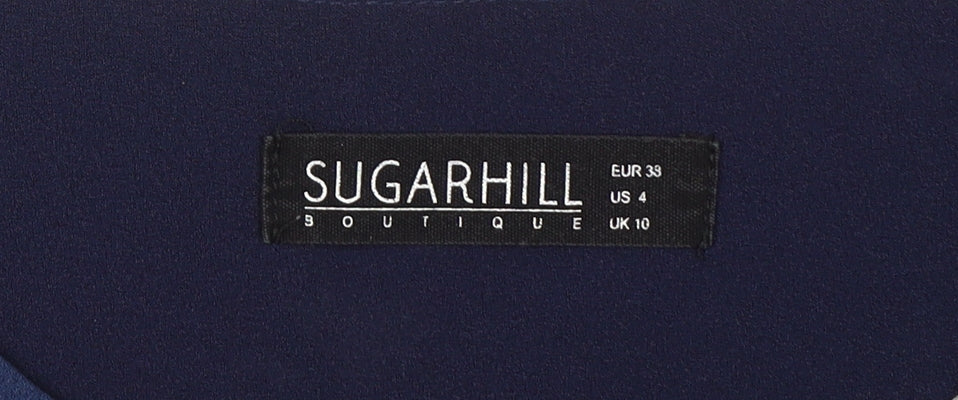 SUGARHILL
BOUTIQUE
EUR 38
US 4
UK 10